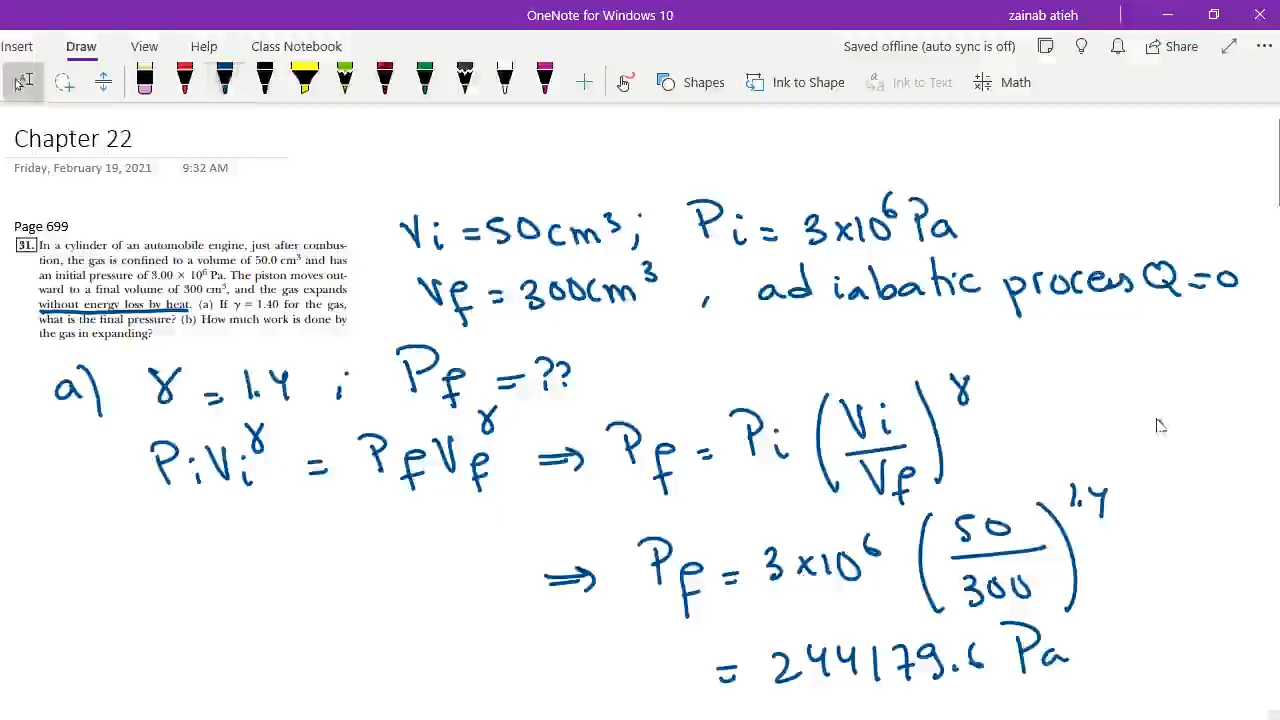 OneNote for Windows 10
zainab atieh
Insert Draw View Help Class Notebook
Saved offline (auto sync is off) Share
Shapes Ink to Shape Ink to Text Math
Chapter 22
Friday, February 19, 2021 9:32 AM
Page 699
31. In a cylinder of an automobile engine, just after combus-
tion, the gas is confined to a volume of 50.0 cm³ and has
an initial pressure of 3.00 × 10⁶ Pa. The piston moves out-
ward to a final volume of 300 cm³, and the gas expands
without energy loss by heat. (a) If γ = 1.40 for the gas,
what is the final pressure? (b) How much work is done by
the gas in expanding?
Vi = 50cm³; Pi = 3×10⁶ Pa
Vf = 300cm³, adiabatic process Q=0
a) γ = 1.4 ; Pf = ??
PiVi^γ = PfVf^γ ⇒ Pf = Pi (Vi/Vf)^γ
⇒ Pf = 3×10⁶ (50/300)^1.4
= 244179.6 Pa